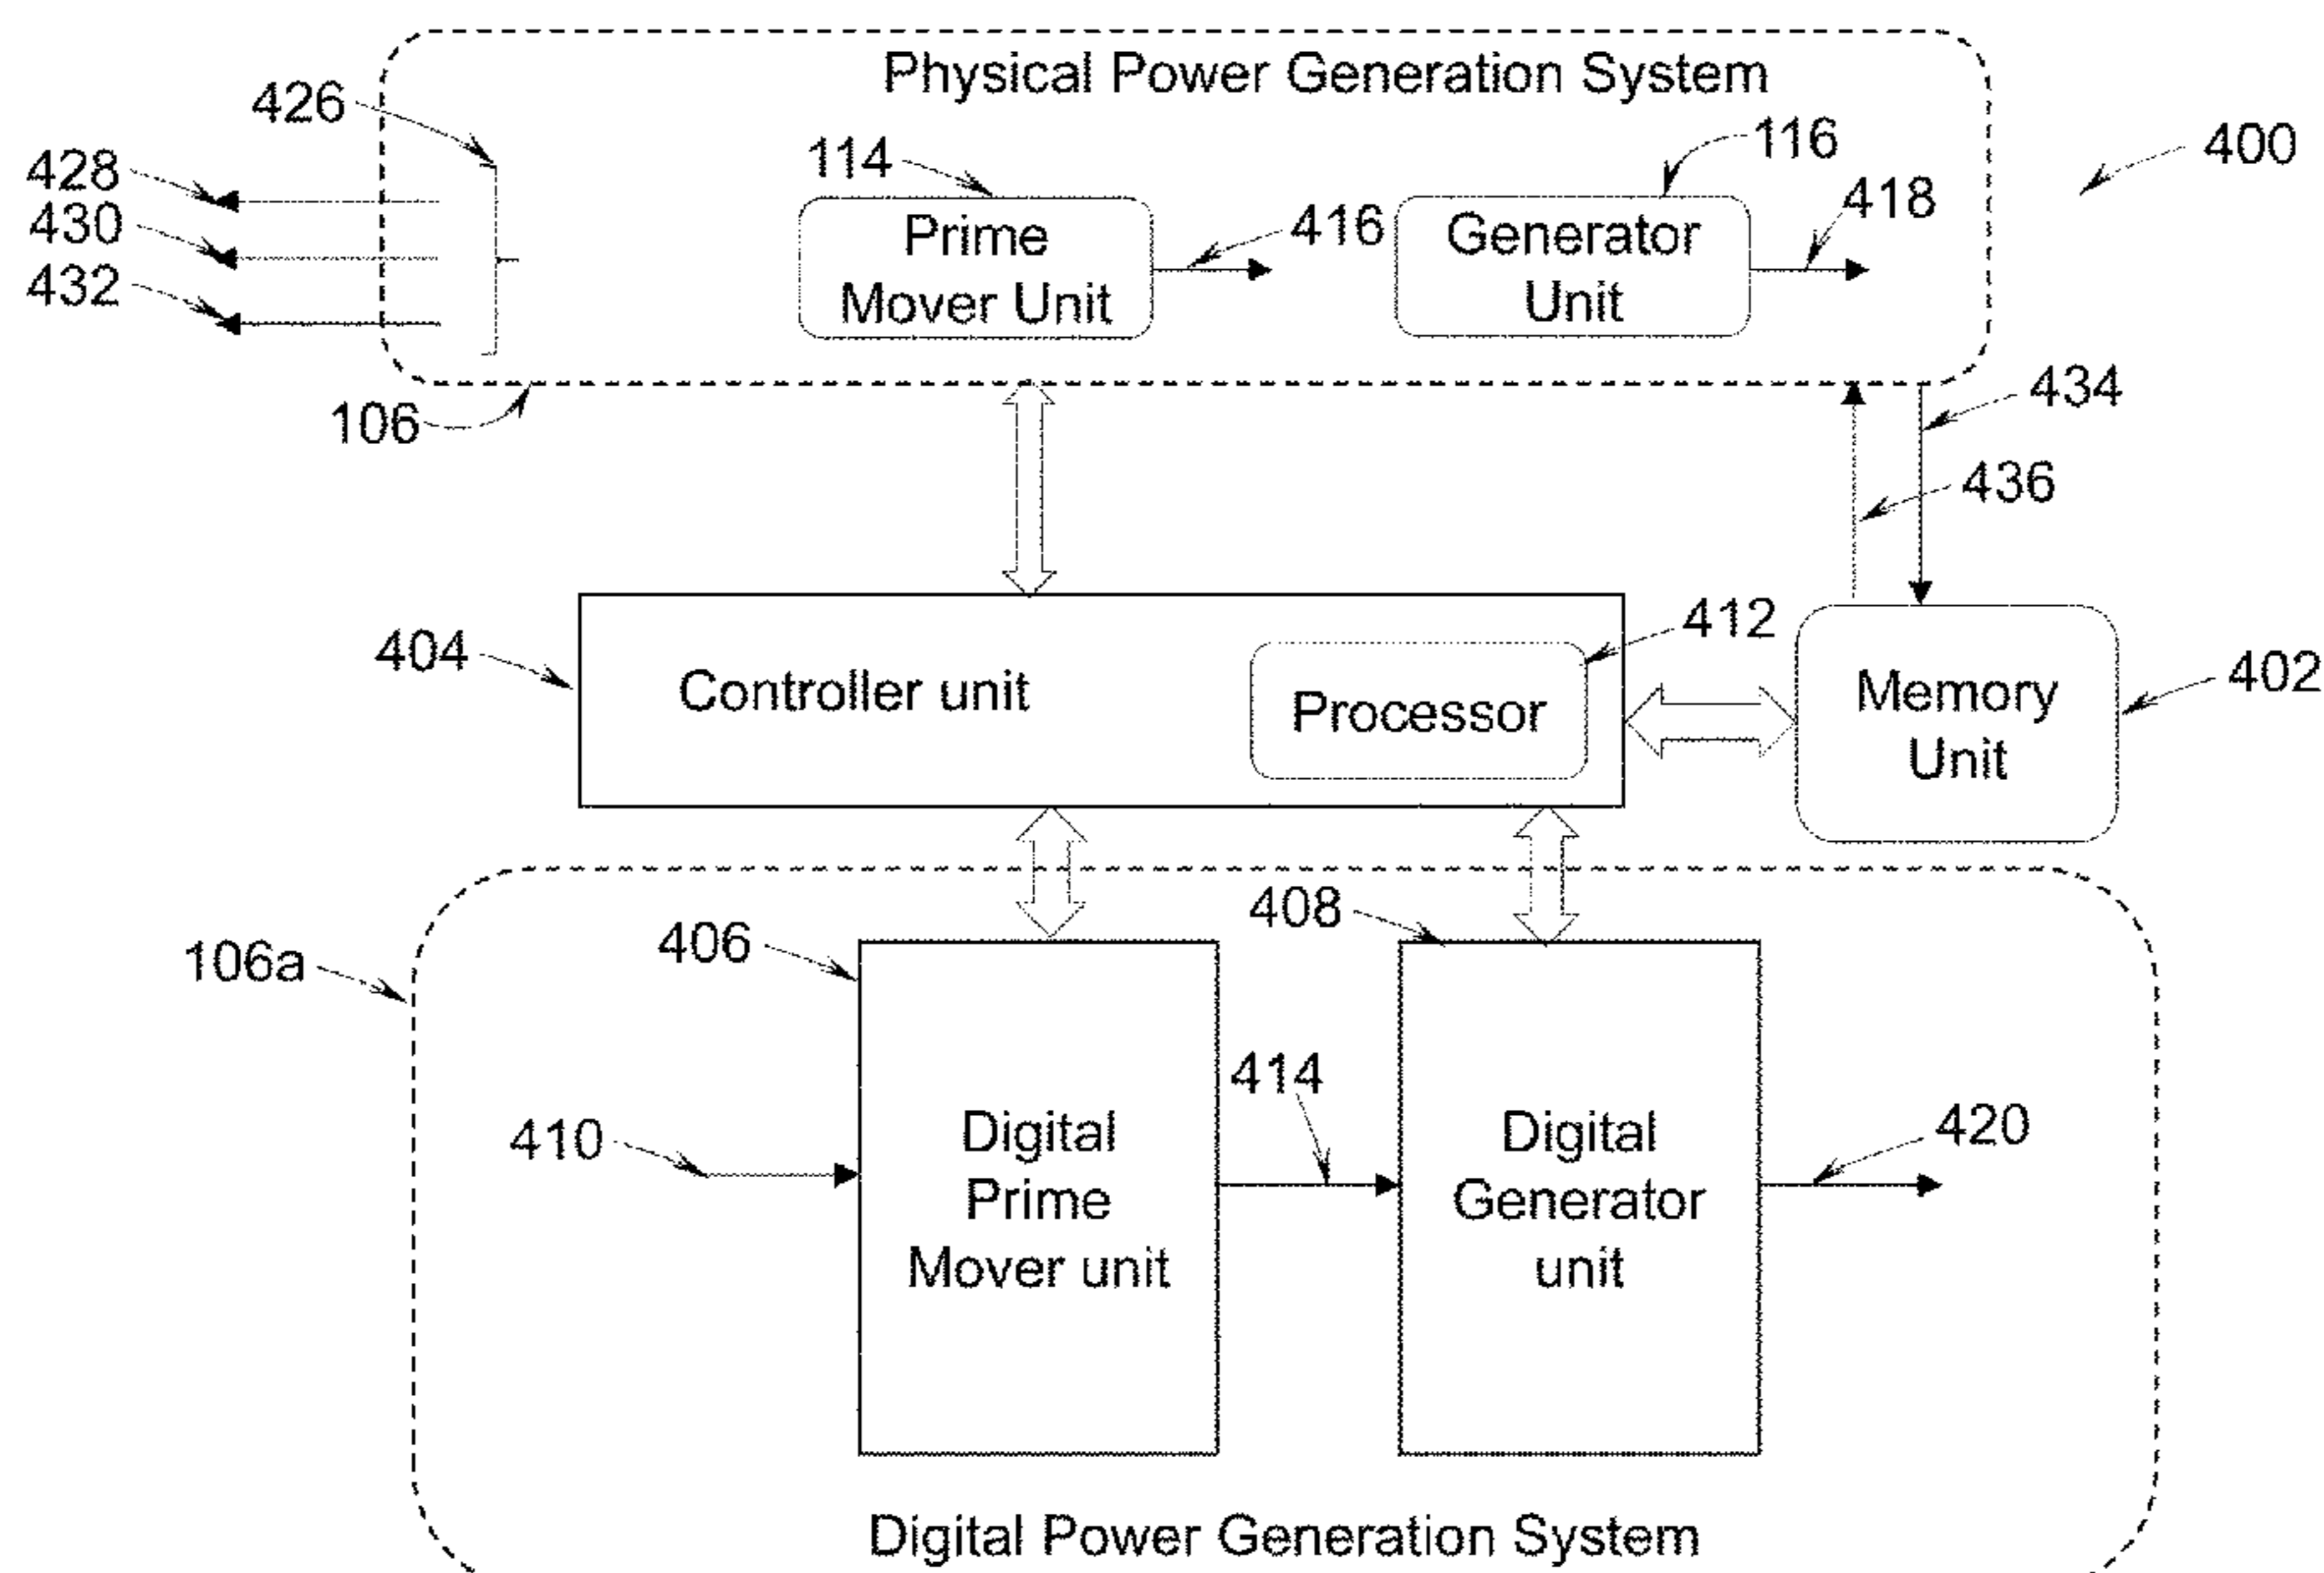 Physical Power Generation System
426
114
116
400
428
430
432
Prime
Mover Unit
416
Generator
Unit
418
106
434
436
404
Controller unit
412
Processor
Memory
Unit
402
106a
406
408
410
Digital
Prime
Mover unit
414
Digital
Generator
unit
420
Digital Power Generation System